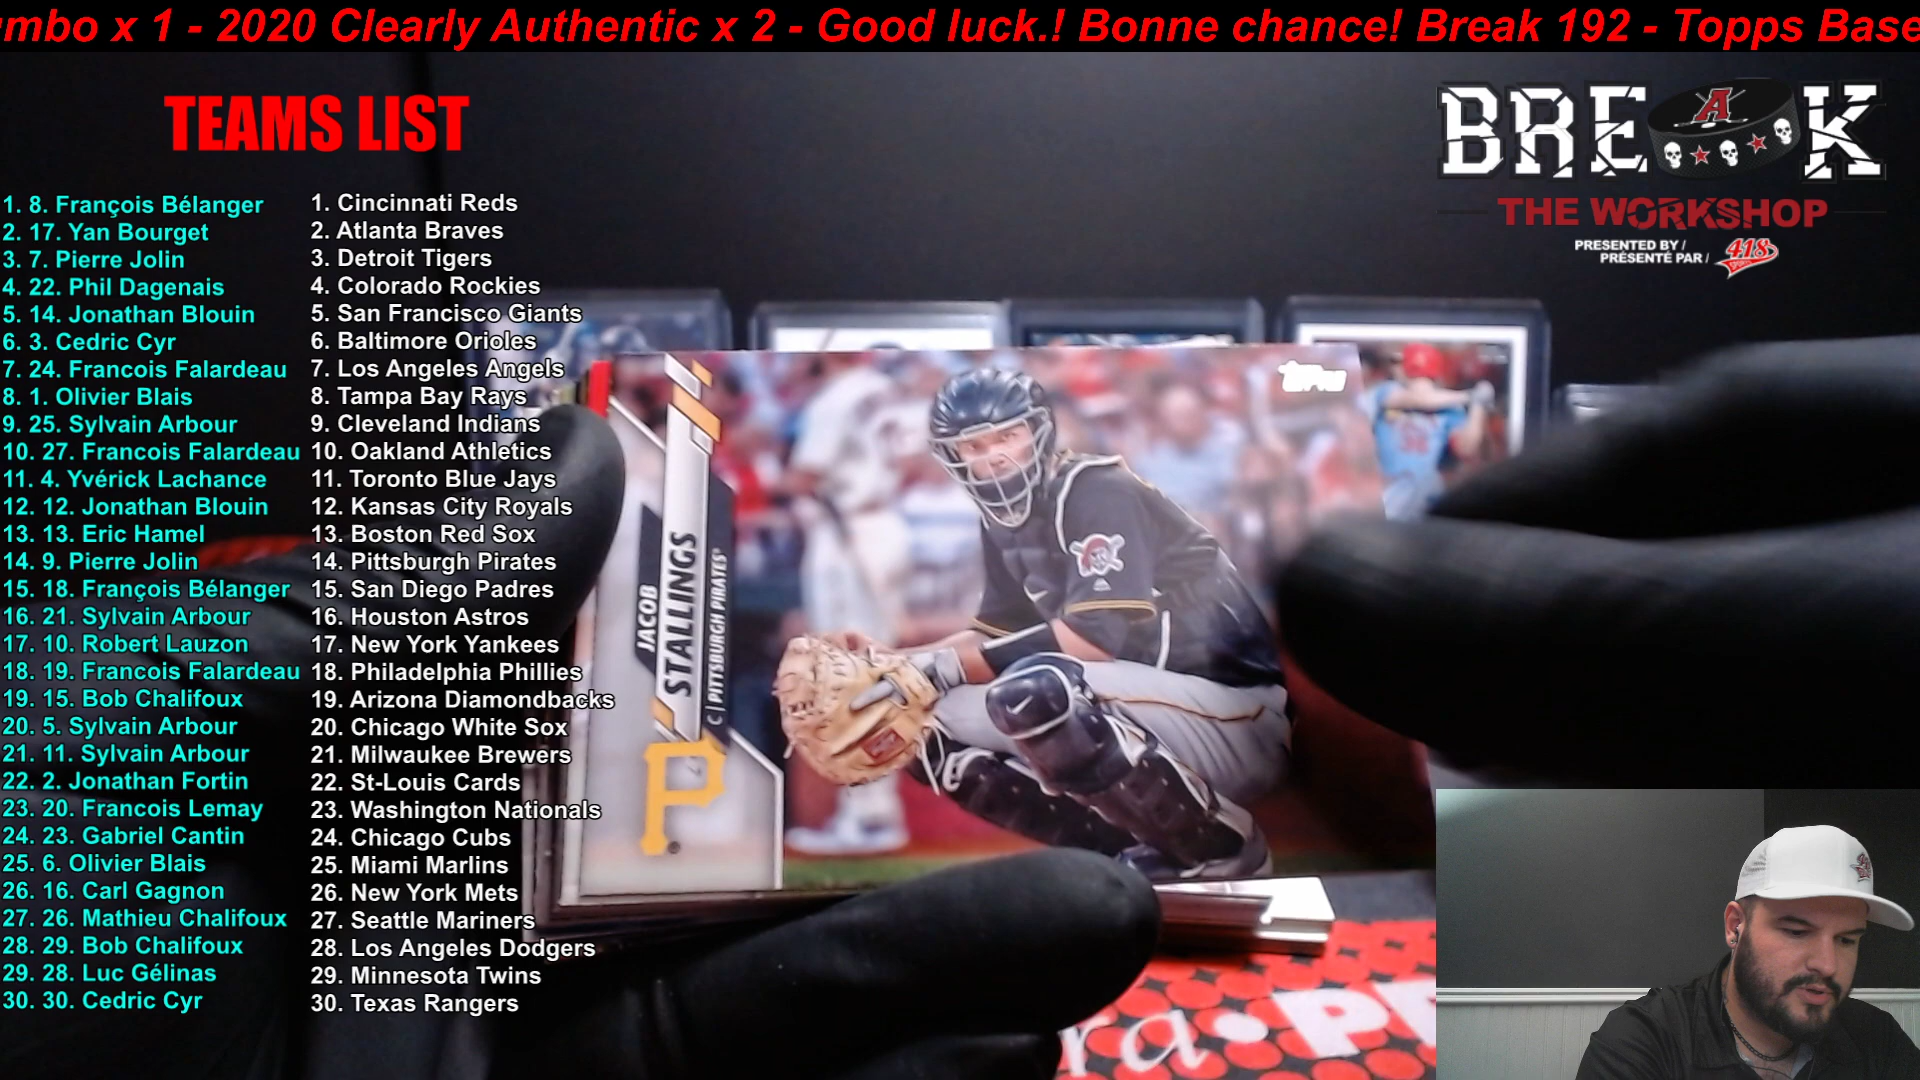 mbo x 1 - 2020 Clearly Authentic x 2 - Good luck.! Bonne chance! Break 192 - Topps Base
TEAMS LIST
1. 8. François Bélanger
2. 17. Yan Bourget
3. 7. Pierre Jolin
4. 22. Phil Dagenais
5. 14. Jonathan Blouin
6. 3. Cedric Cyr
7. 24. Francois Falardeau
8. 1. Olivier Blais
9. 25. Sylvain Arbour
10. 27. Francois Falardeau
11. 4. Yvérick Lachance
12. 12. Jonathan Blouin
13. 13. Eric Hamel
14. 9. Pierre Jolin
15. 18. François Bélanger
16. 21. Sylvain Arbour
17. 10. Robert Lauzon
18. 19. Francois Falardeau
19. 15. Bob Chalifoux
20. 5. Sylvain Arbour
21. 11. Sylvain Arbour
22. 2. Jonathan Fortin
23. 20. Francois Lemay
24. 23. Gabriel Cantin
25. 6. Olivier Blais
26. 16. Carl Gagnon
27. 26. Mathieu Chalifoux
28. 29. Bob Chalifoux
29. 28. Luc Gélinas
30. 30. Cedric Cyr
1. Cincinnati Reds
2. Atlanta Braves
3. Detroit Tigers
4. Colorado Rockies
5. San Francisco Giants
6. Baltimore Orioles
7. Los Angeles Angels
8. Tampa Bay Rays
9. Cleveland Indians
10. Oakland Athletics
11. Toronto Blue Jays
12. Kansas City Royals
13. Boston Red Sox
14. Pittsburgh Pirates
15. San Diego Padres
16. Houston Astros
17. New York Yankees
18. Philadelphia Phillies
19. Arizona Diamondbacks
20. Chicago White Sox
21. Milwaukee Brewers
22. St-Louis Cards
23. Washington Nationals
24. Chicago Cubs
25. Miami Marlins
26. New York Mets
27. Seattle Mariners
28. Los Angeles Dodgers
29. Minnesota Twins
30. Texas Rangers
JACOB
STALLINGS
C | PITTSBURGH PIRATES
P
Topps
BREAK
THE WORKSHOP
PRESENTED BY /
PRÉSENTÉ PAR / 418
ra • PR